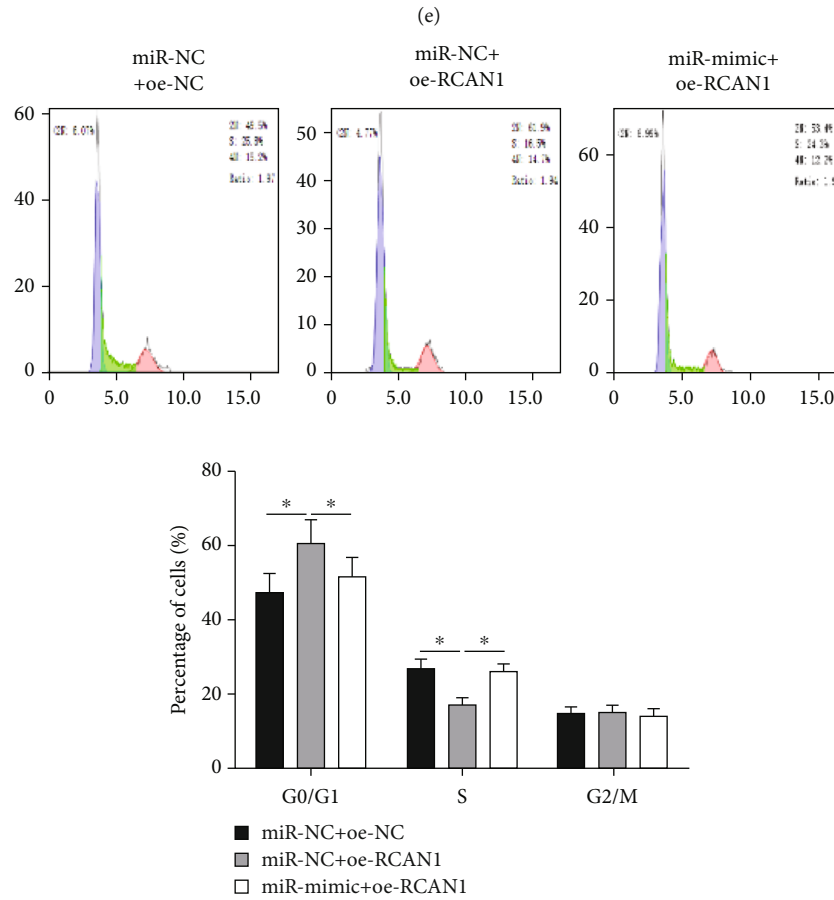 (e)
miR-NC
+oe-NC
miR-NC+
oe-RCAN1
miR-mimic+
oe-RCAN1
60
40
20
0
0 5.0 10.0 15.0
50
40
30
20
10
0
0 5.0 10.0 15.0
60
40
20
0
0 5.0 10.0 15.0
4.77%
S:
Ratio:
Percentage of cells (%)
80
60
40
20
0
* *
* *
G0/G1 S G2/M
miR-NC+oe-NC
miR-NC+oe-RCAN1
miR-mimic+oe-RCAN1